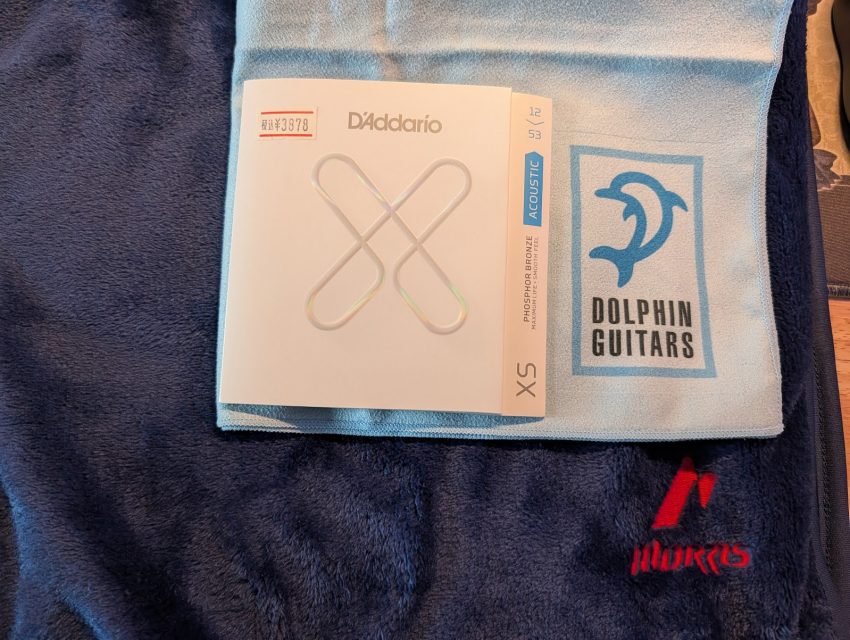 税込¥3878
D'Addario
12
53
ACOUSTIC
PHOSPHOR BRONZE
MAXIMUM LIFE • SMOOTH FEEL
XS
DOLPHIN
GUITARS
MORRIS